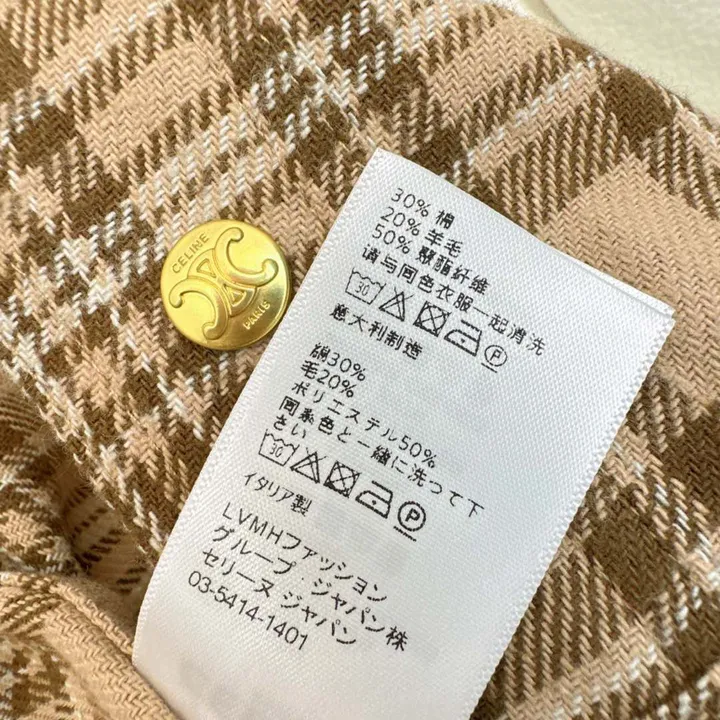 CELINE
PARIS
30% 棉
20% 羊毛
50% 聚酯纤维
请与同色衣服一起清洗
30 P
意大利制造
綿30%
毛20%
ポリエステル50%
同系色と一緒に洗って下
さい
30 P
イタリア製
LVMHファッション
グループ・ジャパン株
セリーヌ ジャパン
03-5414-1401